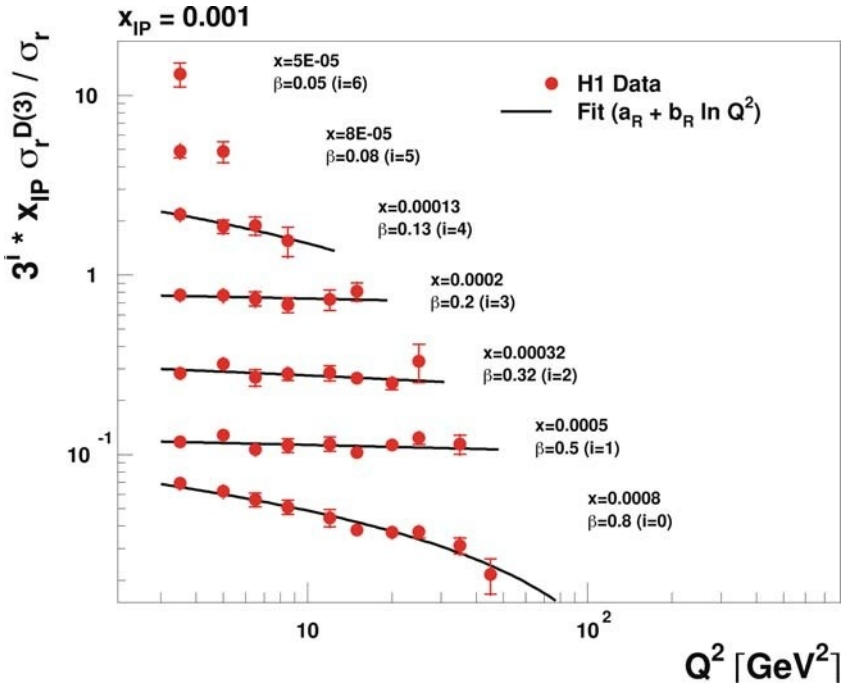 x_IP = 0.001
3^i * x_IP σ_r^D(3) / σ_r
10
1
10^-1
x=5E-05
β=0.05 (i=6)
x=8E-05
β=0.08 (i=5)
x=0.00013
β=0.13 (i=4)
x=0.0002
β=0.2 (i=3)
x=0.00032
β=0.32 (i=2)
x=0.0005
β=0.5 (i=1)
x=0.0008
β=0.8 (i=0)
H1 Data
Fit (a_R + b_R ln Q^2)
10
10^2
Q^2 [GeV^2]